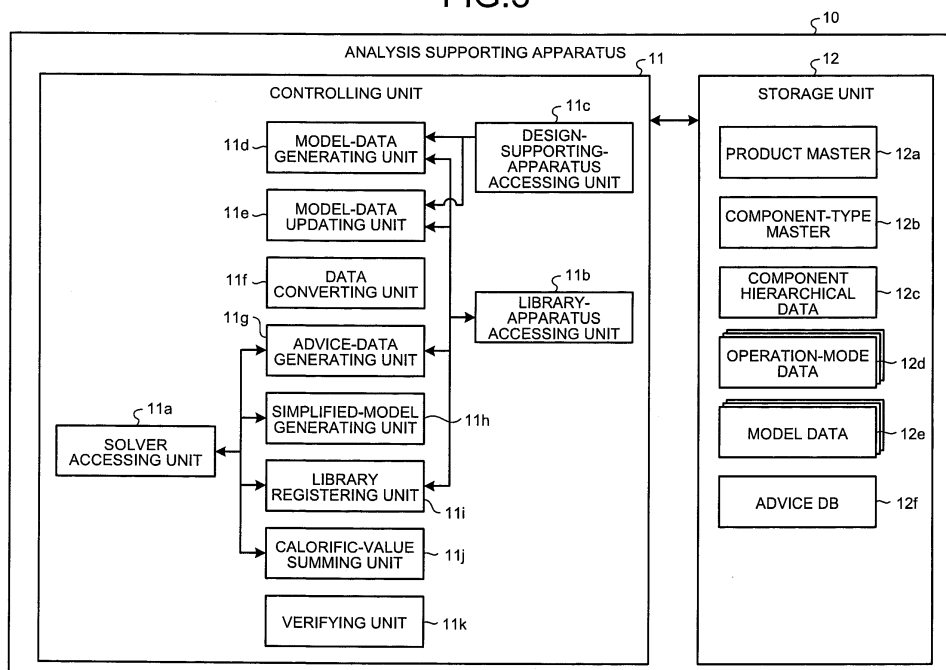 10
ANALYSIS SUPPORTING APPARATUS
11
CONTROLLING UNIT
11c
11d
MODEL-DATA
GENERATING UNIT
DESIGN-
SUPPORTING-
APPARATUS
ACCESSING UNIT
11e
MODEL-DATA
UPDATING UNIT
11f
DATA
CONVERTING UNIT
11b
LIBRARY-
APPARATUS
ACCESSING UNIT
11g
ADVICE-DATA
GENERATING UNIT
11a
SOLVER
ACCESSING UNIT
SIMPLIFIED-MODEL
GENERATING UNIT
11h
LIBRARY
REGISTERING UNIT
11i
CALORIFIC-VALUE
SUMMING UNIT
11j
VERIFYING UNIT
11k
12
STORAGE UNIT
PRODUCT MASTER
12a
COMPONENT-TYPE
MASTER
12b
COMPONENT
HIERARCHICAL
DATA
12c
OPERATION-MODE
DATA
12d
MODEL DATA
12e
ADVICE DB
12f